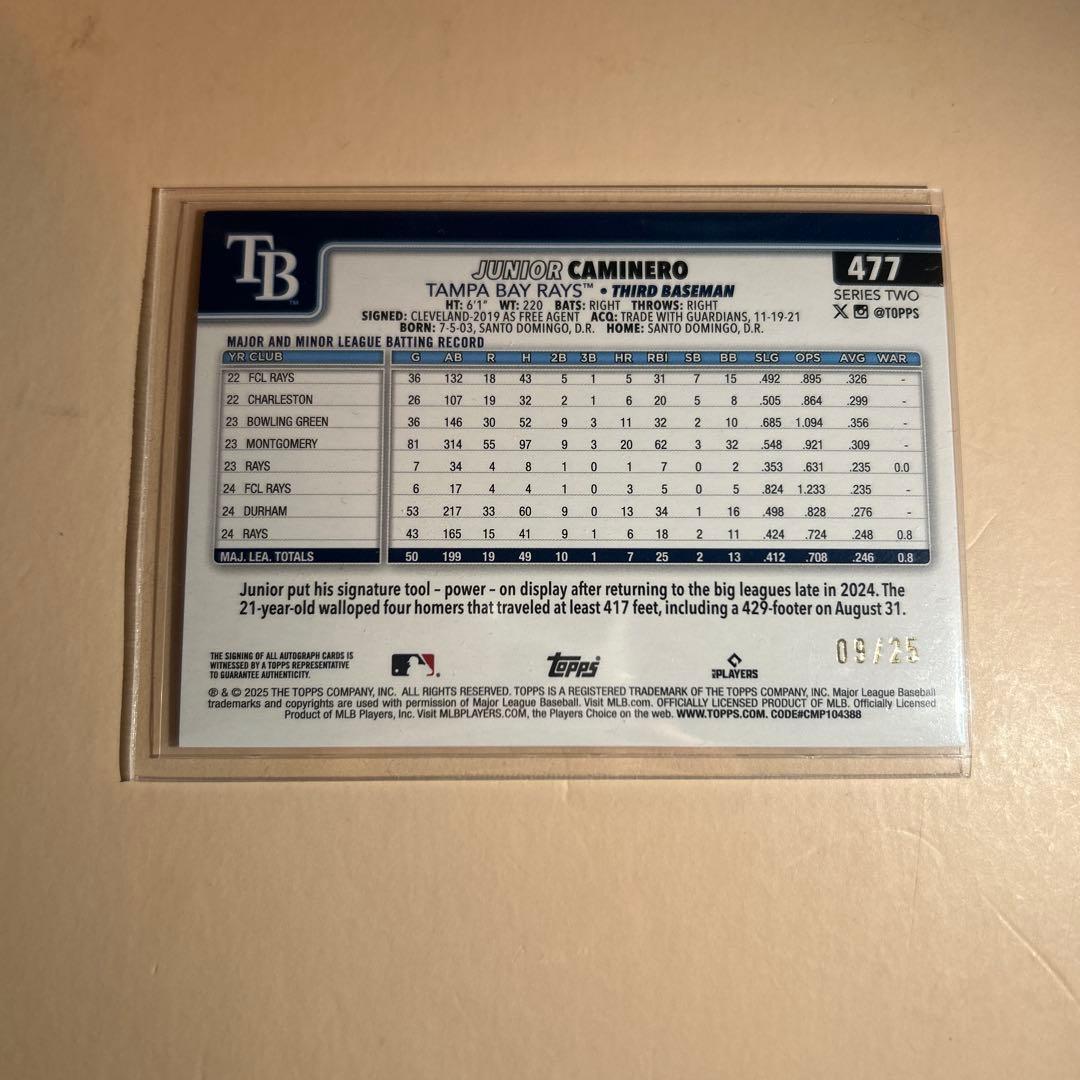 TB™
JUNIOR CAMINERO
477
TAMPA BAY RAYS™ • THIRD BASEMAN
SERIES TWO
HT: 6'1" WT: 220 BATS: RIGHT THROWS: RIGHT
@TOPPS
SIGNED: CLEVELAND-2019 AS FREE AGENT ACQ: TRADE WITH GUARDIANS, 11-19-21
BORN: 7-5-03, SANTO DOMINGO, D.R. HOME: SANTO DOMINGO, D.R.
MAJOR AND MINOR LEAGUE BATTING RECORD
YR CLUB G AB R H 2B 3B HR RBI SB BB SLG OPS AVG WAR
22 FCL RAYS 36 132 18 43 5 1 5 31 7 15 .492 .895 .326 -
22 CHARLESTON 26 107 19 32 2 1 6 20 5 8 .505 .864 .299 -
23 BOWLING GREEN 36 146 30 52 9 3 11 32 2 10 .685 1.094 .356 -
23 MONTGOMERY 81 314 55 97 9 3 20 62 3 32 .548 .921 .309 -
23 RAYS 7 34 4 8 1 0 1 7 0 2 .353 .631 .235 0.0
24 FCL RAYS 6 17 4 4 1 0 3 5 0 5 .824 1.233 .235 -
24 DURHAM 53 217 33 60 9 0 13 34 1 16 .498 .828 .276 -
24 RAYS 43 165 15 41 9 1 6 18 2 11 .424 .724 .248 0.8
MAJ. LEA. TOTALS 50 199 19 49 10 1 7 25 2 13 .412 .708 .246 0.8
Junior put his signature tool – power – on display after returning to the big leagues late in 2024. The
21-year-old walloped four homers that traveled at least 417 feet, including a 429-footer on August 31.
09/25
THE SIGNING OF ALL AUTOGRAPH CARDS IS
WITNESSED BY A TOPPS REPRESENTATIVE
TO GUARANTEE AUTHENTICITY.
topps
PLAYERS
® & © 2025 THE TOPPS COMPANY, INC. ALL RIGHTS RESERVED. TOPPS IS A REGISTERED TRADEMARK OF THE TOPPS COMPANY, INC. Major League Baseball
trademarks and copyrights are used with permission of Major League Baseball. Visit MLB.com. OFFICIALLY LICENSED PRODUCT OF MLB. Officially Licensed
Product of MLB Players, Inc. Visit MLBPLAYERS.COM, the Players Choice on the web. WWW.TOPPS.COM. CODE#CMP104388